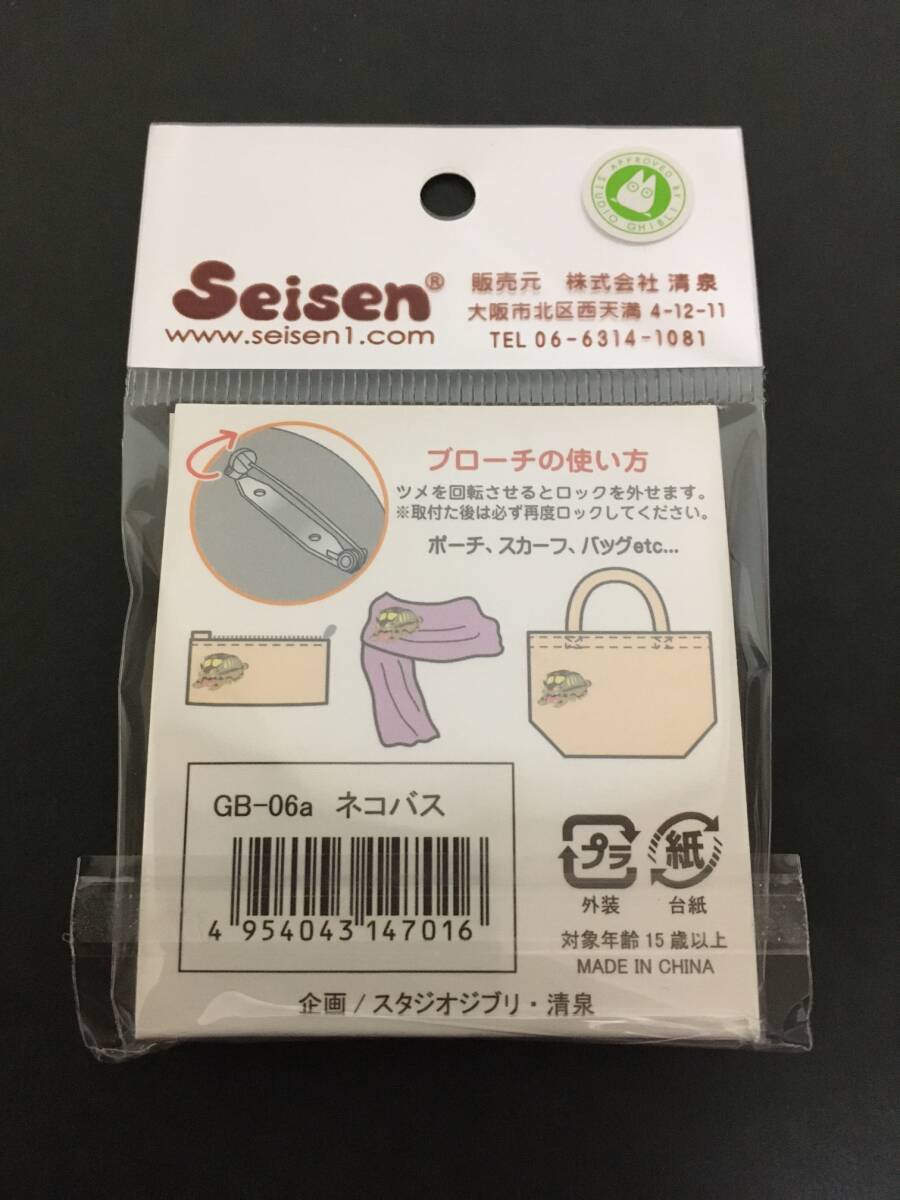 APPROVED BY STUDIO GHIBLI
Seisen®
www.seisen1.com
販売元 株式会社 清泉
大阪市北区西天満 4-12-11
TEL 06-6314-1081
ブローチの使い方
ツメを回転させるとロックを外せます。
※取付た後は必ず再度ロックしてください。
ポーチ、スカーフ、バッグetc...
GB-06a ネコバス
4 954043 147016
プラ
外装
紙
台紙
対象年齢 15 歳以上
MADE IN CHINA
企画 / スタジオジブリ・清泉